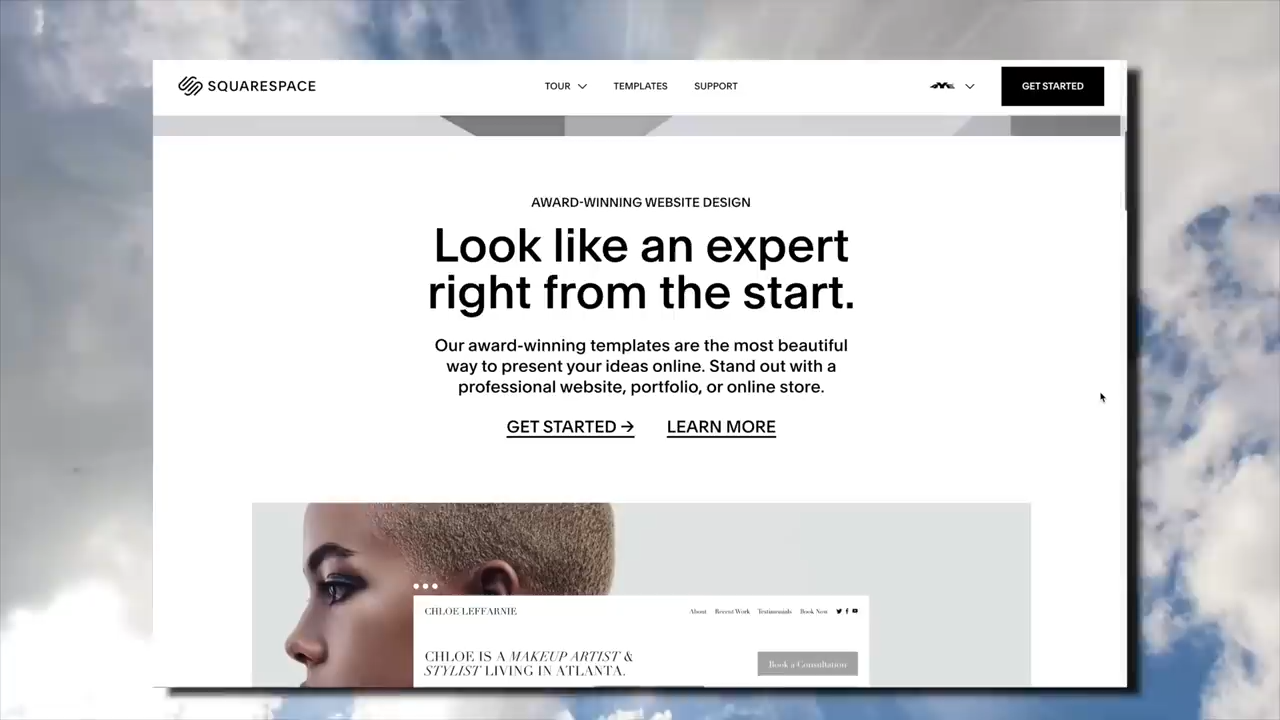 SQUARESPACE
TOUR
TEMPLATES
SUPPORT
GET STARTED
AWARD-WINNING WEBSITE DESIGN
Look like an expert
right from the start.
Our award-winning templates are the most beautiful
way to present your ideas online. Stand out with a
professional website, portfolio, or online store.
GET STARTED →
LEARN MORE
CHLOE LEFFARNIE
About
Recent Work
Testimonials
Book Now
CHLOE IS A MAKEUP ARTIST &
STYLIST LIVING IN ATLANTA.
Book a Consultation